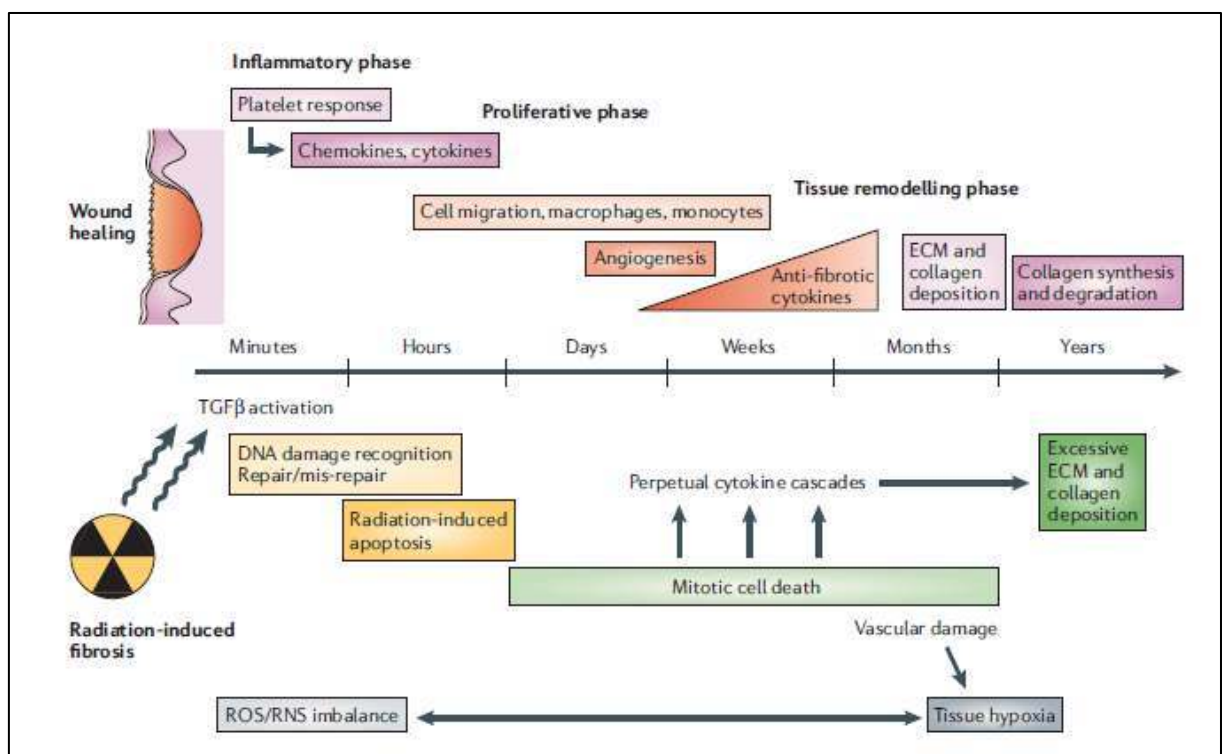 Inflammatory phase
Platelet response
Proliferative phase
Chemokines, cytokines
Tissue remodelling phase
Wound
healing
Cell migration, macrophages, monocytes
Angiogenesis
Anti-fibrotic
cytokines
ECM and
collagen
deposition
Collagen synthesis
and degradation
Minutes
Hours
Days
Weeks
Months
Years
TGFβ activation
DNA damage recognition
Repair/mis-repair
Radiation-induced
apoptosis
Perpetual cytokine cascades
Excessive
ECM and
collagen
deposition
Mitotic cell death
Radiation-induced
fibrosis
Vascular damage
ROS/RNS imbalance
Tissue hypoxia